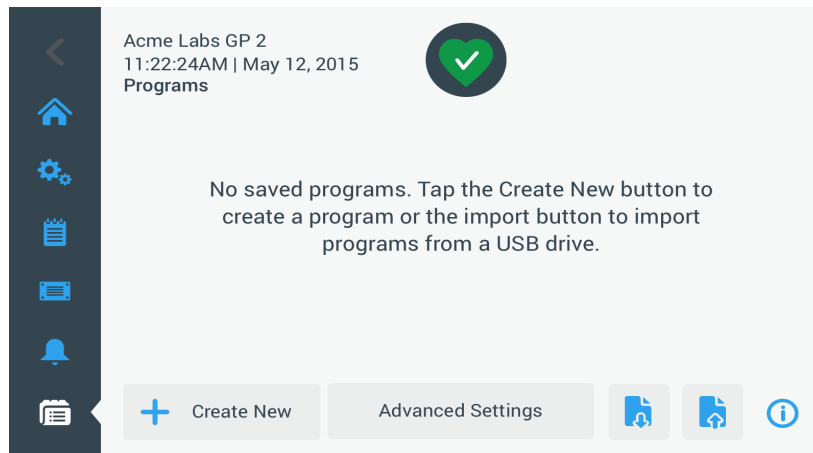 Acme Labs GP 2
11:22:24AM | May 12, 2015
Programs
No saved programs. Tap the Create New button to
create a program or the import button to import
programs from a USB drive.
Create New
Advanced Settings